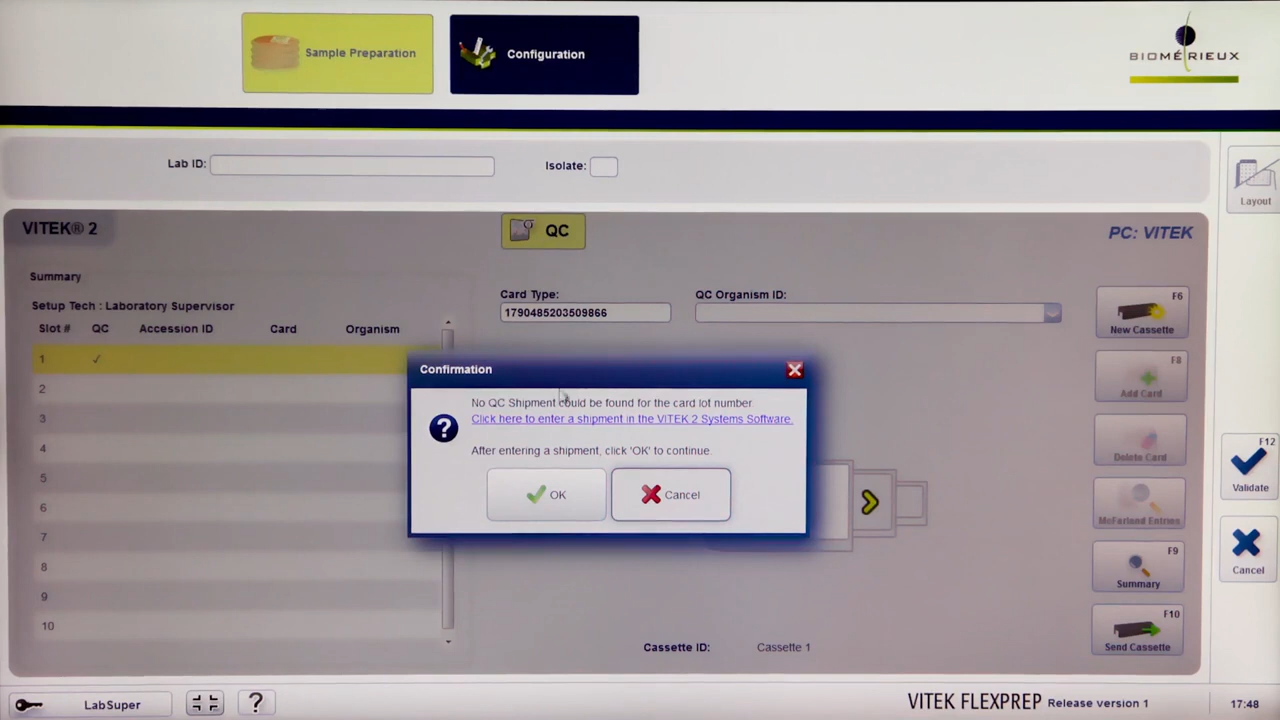 Sample Preparation
Configuration
BIOMÉRIEUX
Lab ID:
Isolate:
Layout
VITEK® 2
QC
PC: VITEK
Summary
Setup Tech : Laboratory Supervisor
Slot # QC Accession ID Card Organism
1 ✓
2
3
4
5
6
7
8
9
10
Card Type:
1790485203509866
QC Organism ID:
F6
New Cassette
F8
Add Card
Delete Card
McFarland Entries
F9
Summary
F10
Send Cassette
F12
Validate
Cancel
Confirmation
No QC Shipment could be found for the card lot number
Click here to enter a shipment in the VITEK 2 Systems Software.
After entering a shipment, click 'OK' to continue.
OK
Cancel
Cassette ID: Cassette 1
LabSuper
?
VITEK FLEXPREP Release version 1
17:48